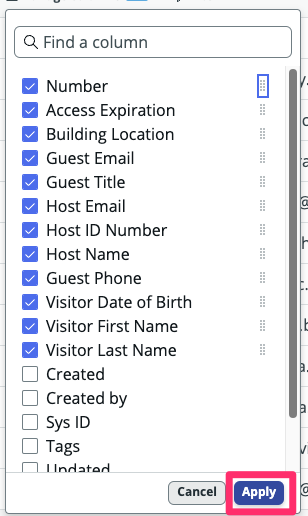 Find a column
Number
Access Expiration
Building Location
Guest Email
Guest Title
Host Email
Host ID Number
Host Name
Guest Phone
Visitor Date of Birth
Visitor First Name
Visitor Last Name
Created
Created by
Sys ID
Tags
Updated
Cancel Apply